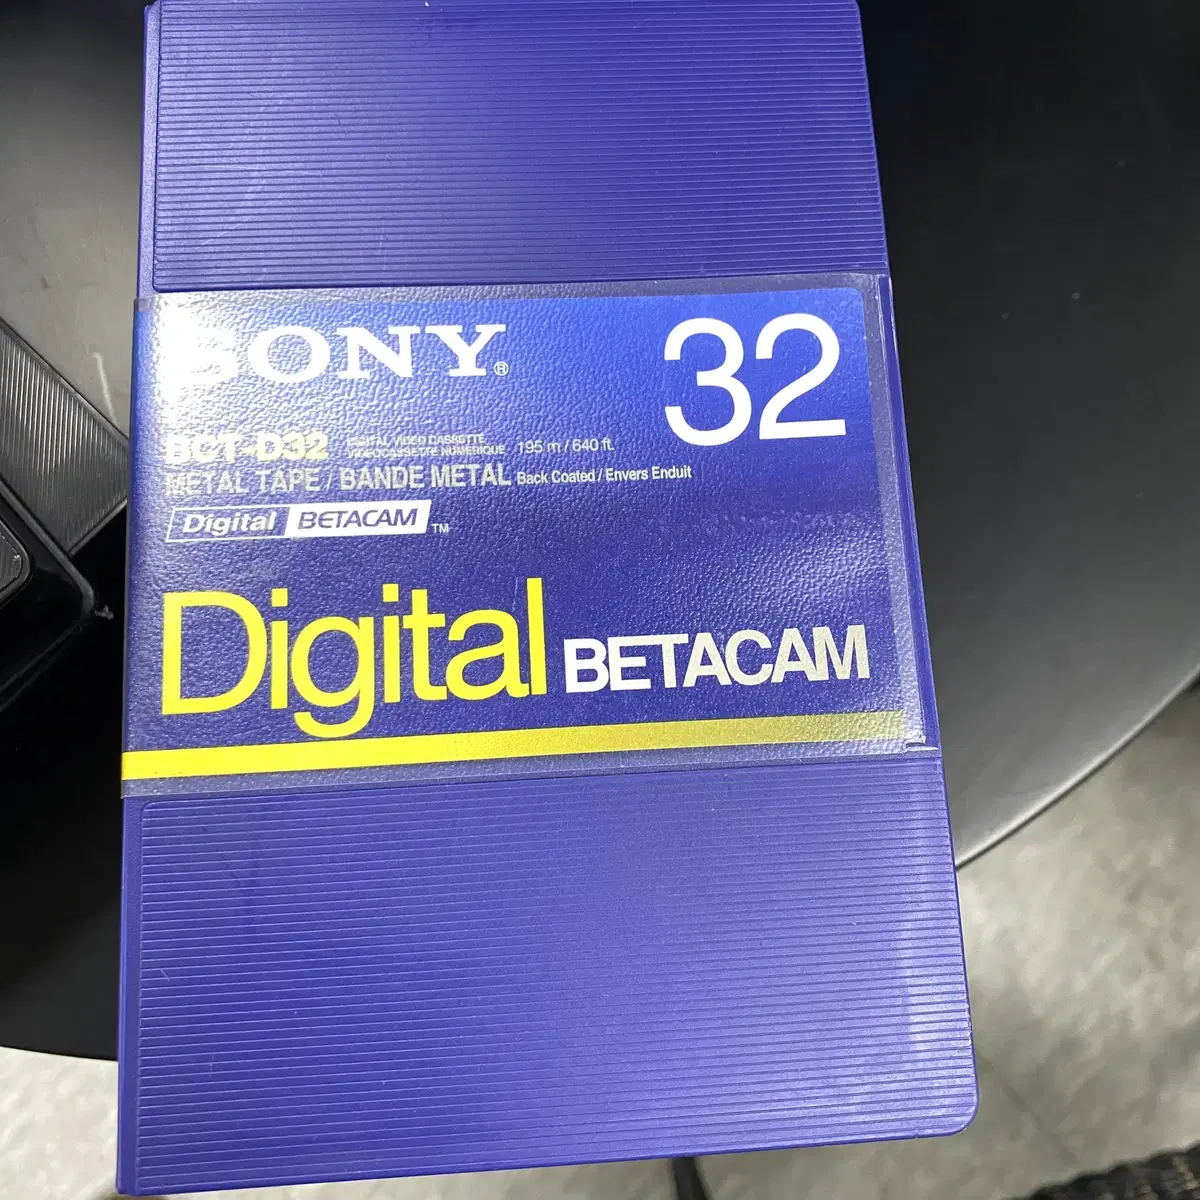 SONY®
32
BCT-D32 DIGITAL VIDEO CASSETTE
VIDEOCASSETTE NUMERIQUE 195 m / 640 ft.
METAL TAPE / BANDE METAL Back Coated / Envers Enduit
Digital BETACAM ™
Digital BETACAM